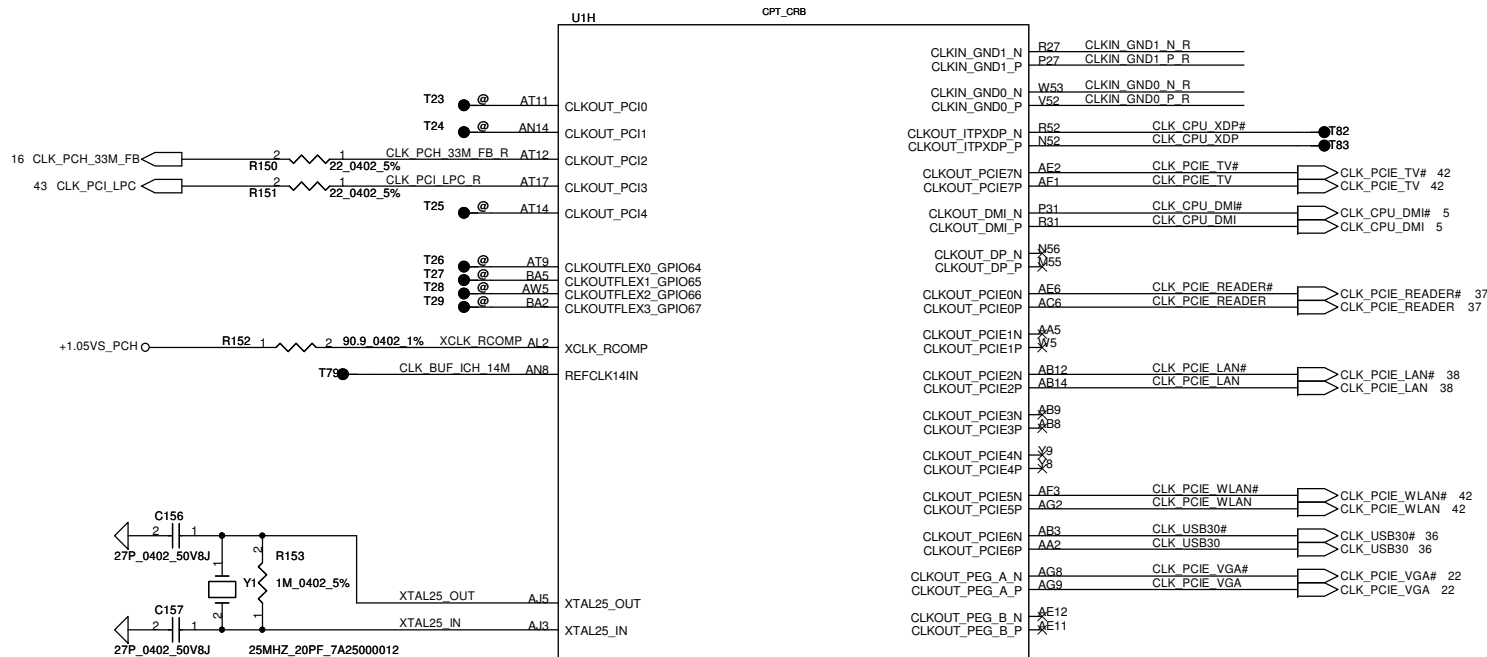 CPT_CRB
U1H
CLKIN_GND1_N R27 CLKIN_GND1_N_R
CLKIN_GND1_P P27 CLKIN_GND1_P_R
CLKIN_GND0_N W53 CLKIN_GND0_N_R
CLKIN_GND0_P V52 CLKIN_GND0_P_R
T23 @ AT11 CLKOUT_PCI0
T24 @ AN14 CLKOUT_PCI1
CLKOUT_ITPXDP_N R52 CLK_CPU_XDP# T82
CLKOUT_ITPXDP_P N52 CLK_CPU_XDP T83
16 CLK_PCH_33M_FB 2 1 CLK_PCH_33M_FB_R AT12 CLKOUT_PCI2
R150 22_0402_5%
CLKOUT_PCIE7N AE2 CLK_PCIE_TV# CLK_PCIE_TV# 42
CLKOUT_PCIE7P AF1 CLK_PCIE_TV CLK_PCIE_TV 42
43 CLK_PCI_LPC 2 1 CLK_PCI_LPC_R AT17 CLKOUT_PCI3
R151 22_0402_5%
T25 @ AT14 CLKOUT_PCI4
CLKOUT_DMI_N P31 CLK_CPU_DMI# CLK_CPU_DMI# 5
CLKOUT_DMI_P R31 CLK_CPU_DMI CLK_CPU_DMI 5
CLKOUT_DP_N N56
CLKOUT_DP_P M55
T26 @ AT9 CLKOUTFLEX0_GPIO64
T27 @ BA5 CLKOUTFLEX1_GPIO65
T28 @ AW5 CLKOUTFLEX2_GPIO66
T29 @ BA2 CLKOUTFLEX3_GPIO67
CLKOUT_PCIE0N AE6 CLK_PCIE_READER# CLK_PCIE_READER# 37
CLKOUT_PCIE0P AC6 CLK_PCIE_READER CLK_PCIE_READER 37
CLKOUT_PCIE1N AA5
CLKOUT_PCIE1P W5
+1.05VS_PCH R152 1 2 90.9_0402_1% XCLK_RCOMP AL2 XCLK_RCOMP
T79 CLK_BUF_ICH_14M AN8 REFCLK14IN
CLKOUT_PCIE2N AB12 CLK_PCIE_LAN# CLK_PCIE_LAN# 38
CLKOUT_PCIE2P AB14 CLK_PCIE_LAN CLK_PCIE_LAN 38
CLKOUT_PCIE3N AB9
CLKOUT_PCIE3P AB8
CLKOUT_PCIE4N Y9
CLKOUT_PCIE4P Y8
CLKOUT_PCIE5N AF3 CLK_PCIE_WLAN# CLK_PCIE_WLAN# 42
CLKOUT_PCIE5P AG2 CLK_PCIE_WLAN CLK_PCIE_WLAN 42
C156
2 1
27P_0402_50V8J
CLKOUT_PCIE6N AB3 CLK_USB30# CLK_USB30# 36
CLKOUT_PCIE6P AA2 CLK_USB30 CLK_USB30 36
1 Y1 2
2 R153 1
1M_0402_5%
CLKOUT_PEG_A_N AG8 CLK_PCIE_VGA# CLK_PCIE_VGA# 22
CLKOUT_PEG_A_P AG9 CLK_PCIE_VGA CLK_PCIE_VGA 22
XTAL25_OUT AJ5 XTAL25_OUT
CLKOUT_PEG_B_N AE12
CLKOUT_PEG_B_P AE11
C157
2 1 XTAL25_IN AJ3 XTAL25_IN
27P_0402_50V8J 25MHZ_20PF_7A25000012